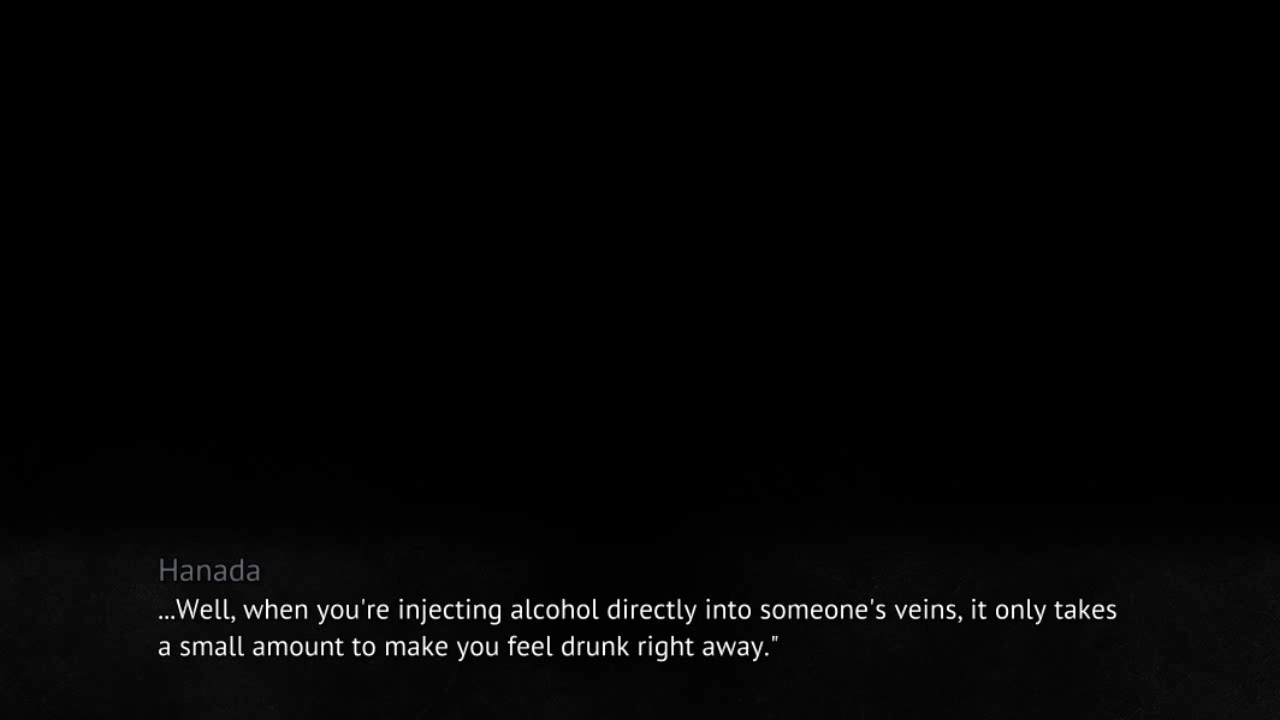 Hanada
...Well, when you're injecting alcohol directly into someone's veins, it only takes
a small amount to make you feel drunk right away."